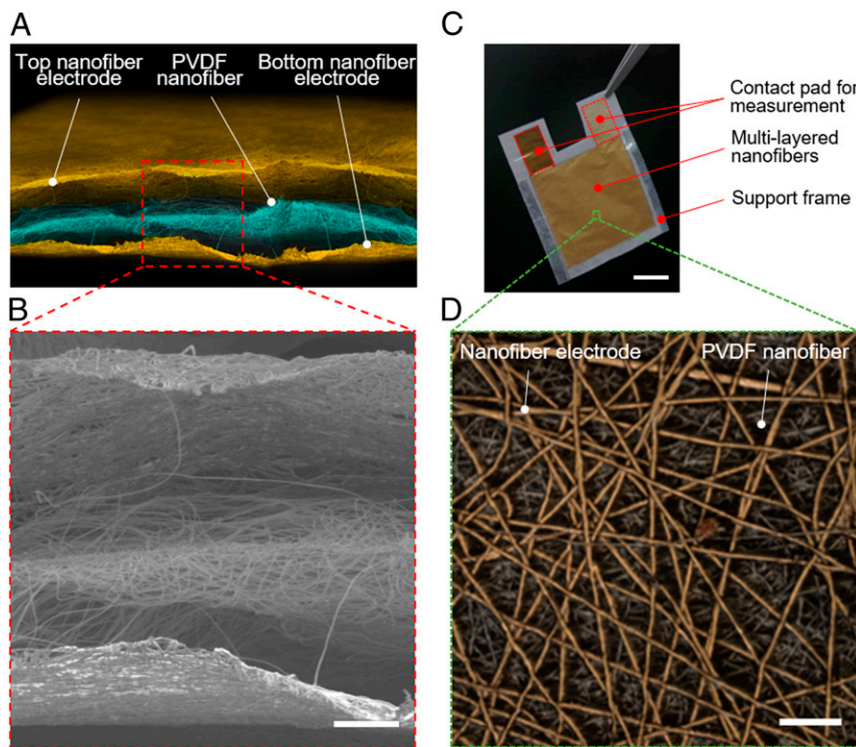 A
Top nanofiber
electrode
PVDF
nanofiber
Bottom nanofiber
electrode
B
C
Contact pad for
measurement
Multi-layered
nanofibers
Support frame
D
Nanofiber electrode
PVDF nanofiber